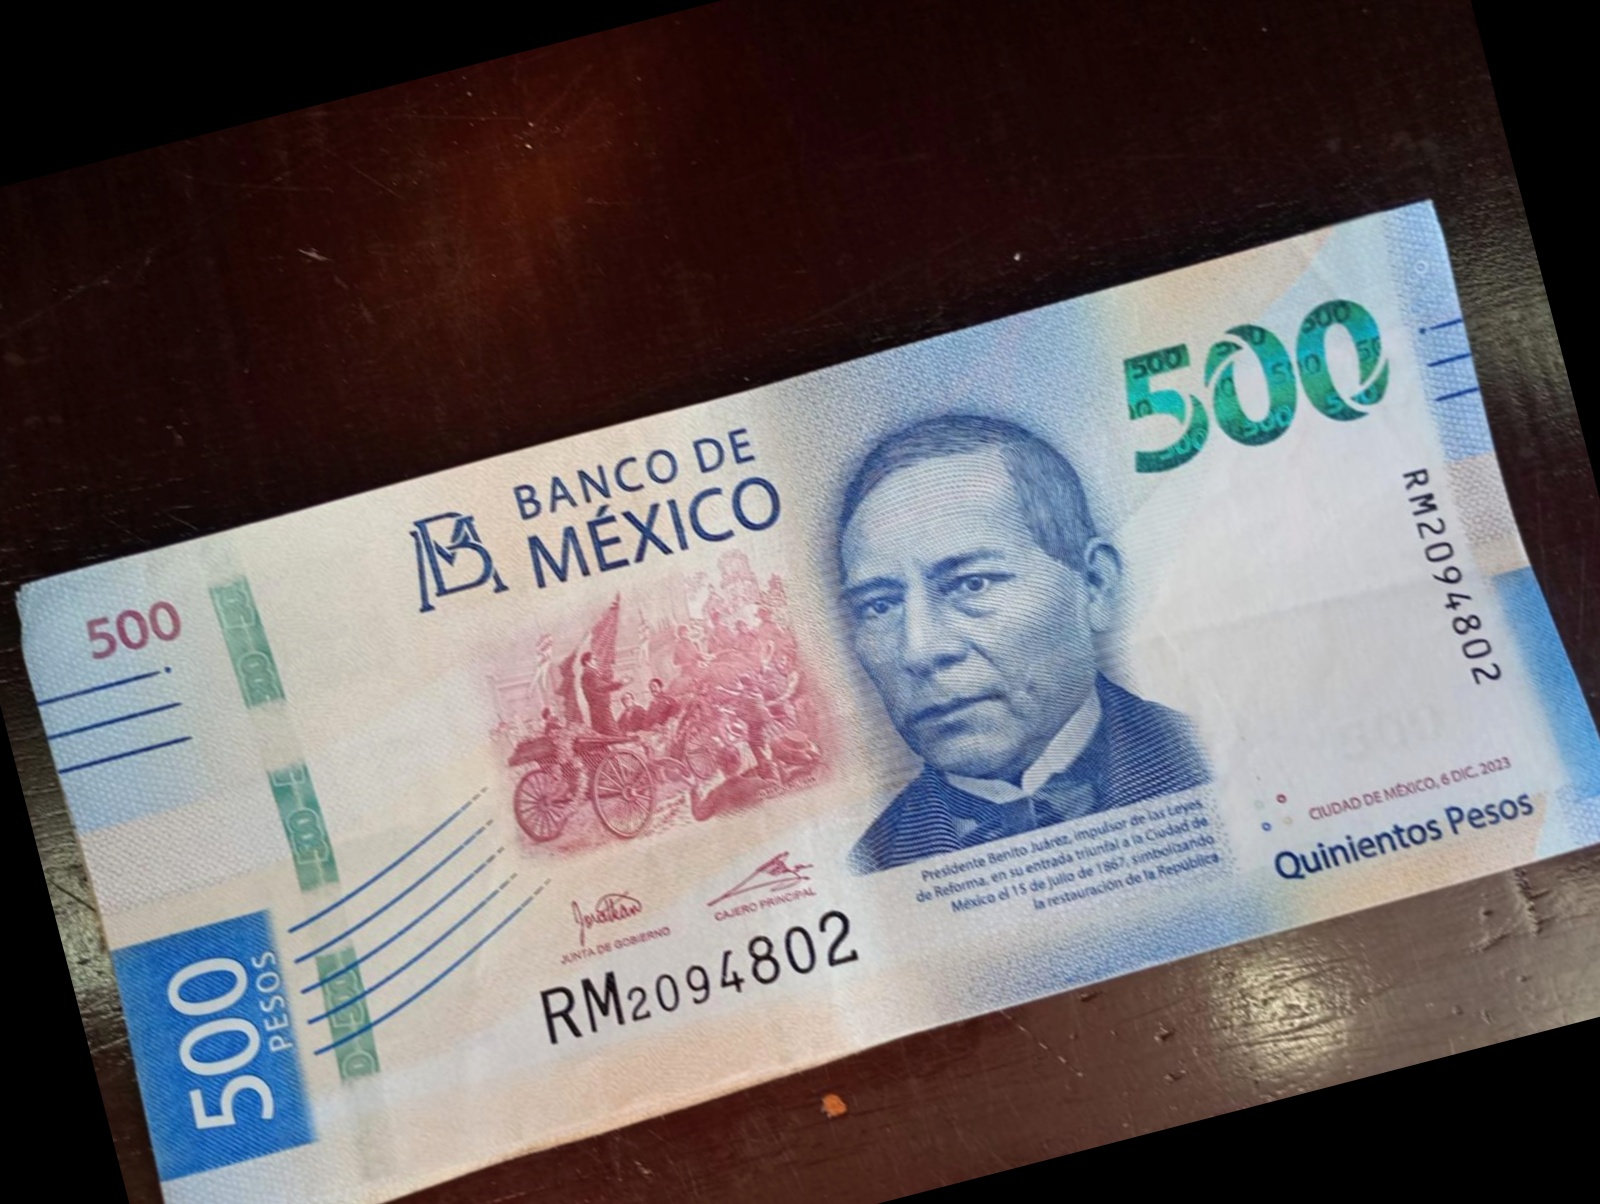 BANCO DE
MÉXICO
500
500
RM2094802
Presidente Benito Juárez, impulsor de las Leyes
de Reforma, en su entrada triunfal a la Ciudad de
México el 15 de julio de 1867, simbolizando
la restauración de la República
CIUDAD DE MÉXICO, 6 DIC. 2023
Quinientos Pesos
JUNTA DE GOBIERNO
CAJERO PRINCIPAL
RM2094802
500
PESOS